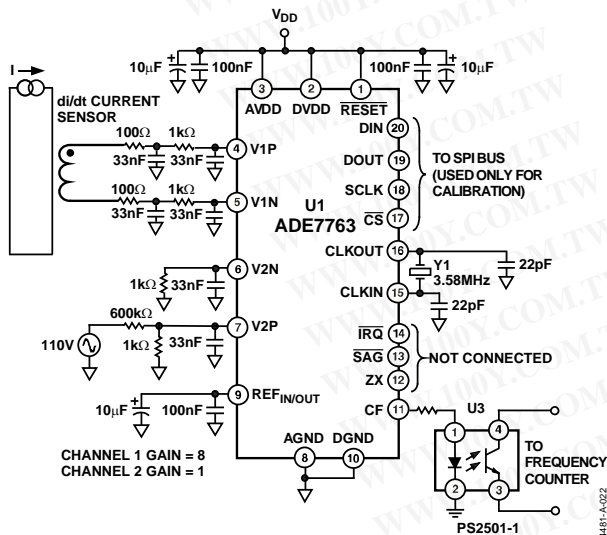 VDD
10µF
100nF
100nF
10µF
I
di/dt CURRENT
SENSOR
3
2
1
AVDD
DVDD
RESET
100Ω
1kΩ
33nF
33nF
4
V1P
100Ω
1kΩ
33nF
33nF
5
V1N
U1
ADE7763
DIN
20
DOUT
19
SCLK
18
CS
17
TO SPI BUS
(USED ONLY FOR
CALIBRATION)
CLKOUT
16
Y1
3.58MHz
22pF
CLKIN
15
22pF
6
V2N
1kΩ
33nF
600kΩ
7
V2P
110V
1kΩ
33nF
IRQ
14
SAG
13
ZX
12
NOT CONNECTED
9
REFIN/OUT
10µF
100nF
CF
11
U3
1
4
2
3
TO
FREQUENCY
COUNTER
PS2501-1
AGND
DGND
8
10
CHANNEL 1 GAIN = 8
CHANNEL 2 GAIN = 1
WWW.100Y.COM.TW